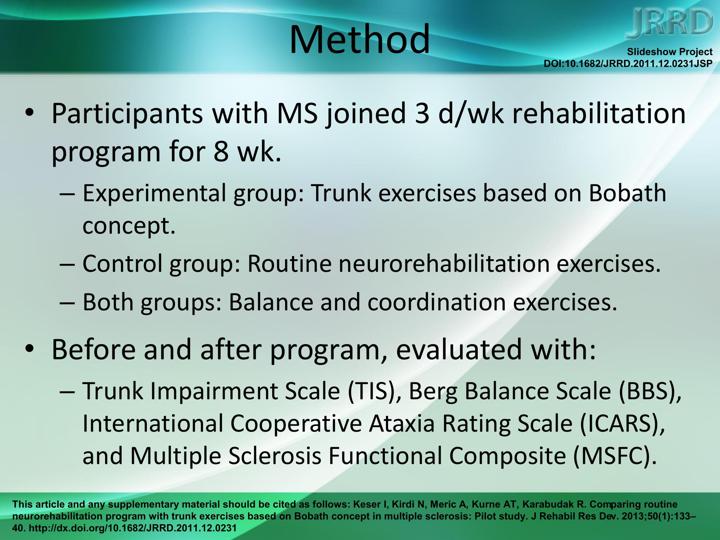 JRRD
Method
Slideshow Project
DOI:10.1682/JRRD.2011.12.0231JSP
• Participants with MS joined 3 d/wk rehabilitation
program for 8 wk.
– Experimental group: Trunk exercises based on Bobath
concept.
– Control group: Routine neurorehabilitation exercises.
– Both groups: Balance and coordination exercises.
• Before and after program, evaluated with:
– Trunk Impairment Scale (TIS), Berg Balance Scale (BBS),
International Cooperative Ataxia Rating Scale (ICARS),
and Multiple Sclerosis Functional Composite (MSFC).
This article and any supplementary material should be cited as follows: Keser I, Kirdi N, Meric A, Kurne AT, Karabudak R. Comparing routine
neurorehabilitation program with trunk exercises based on Bobath concept in multiple sclerosis: Pilot study. J Rehabil Res Dev. 2013;50(1):133–
40. http://dx.doi.org/10.1682/JRRD.2011.12.0231